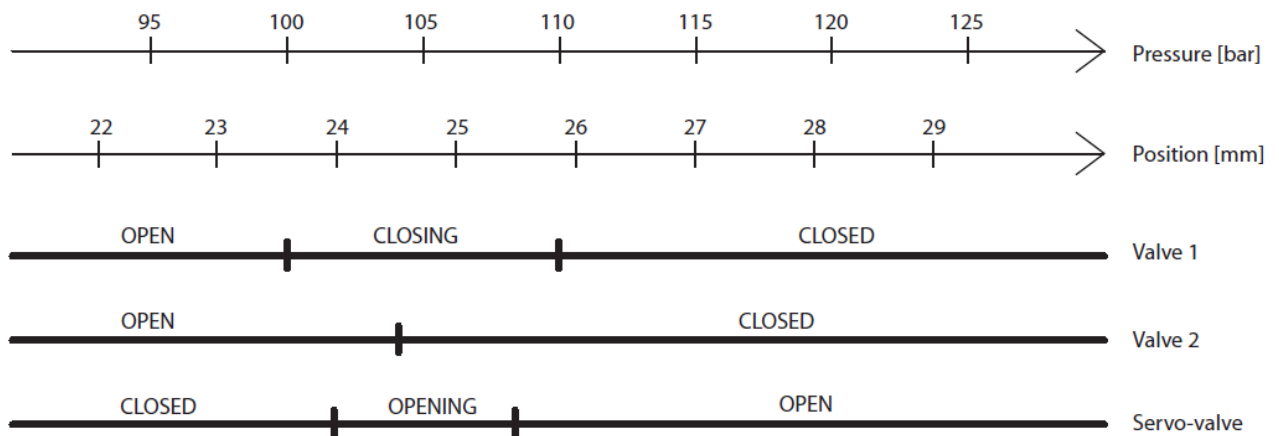 95 100 105 110 115 120 125
Pressure [bar]
22 23 24 25 26 27 28 29
Position [mm]
OPEN CLOSING CLOSED
Valve 1
OPEN CLOSED
Valve 2
CLOSED OPENING OPEN
Servo-valve